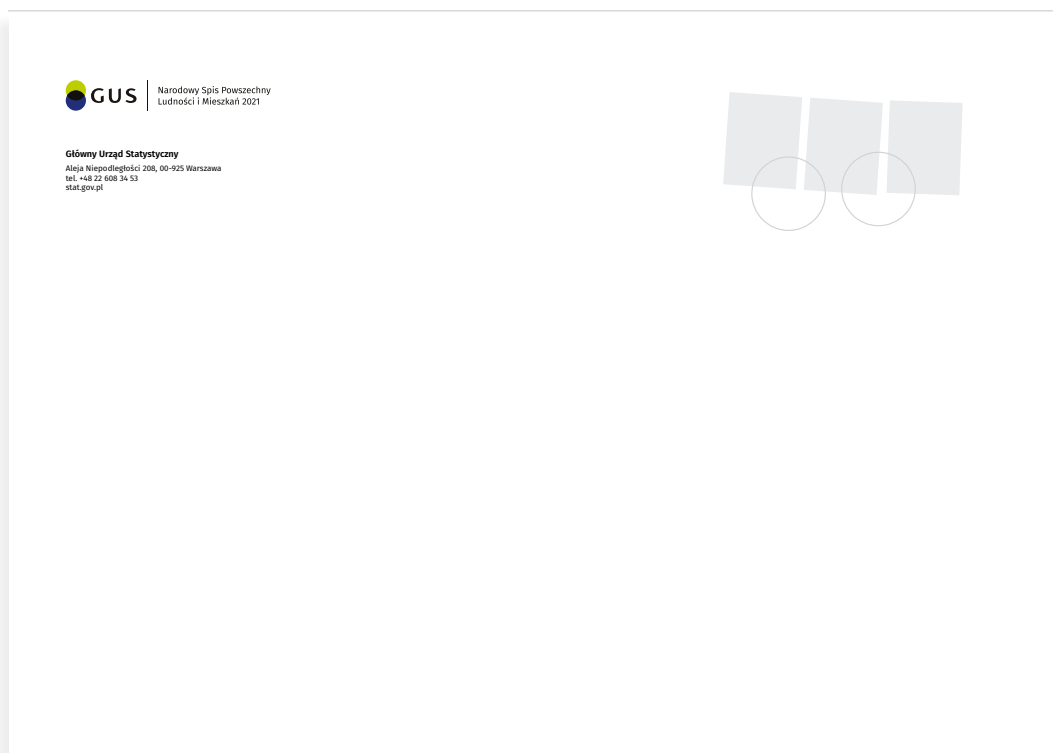 GUS
Narodowy Spis Powszechny
Ludności i Mieszkań 2021
Główny Urząd Statystyczny
Aleja Niepodległości 208, 00-925 Warszawa
tel. +48 22 608 34 53
stat.gov.pl